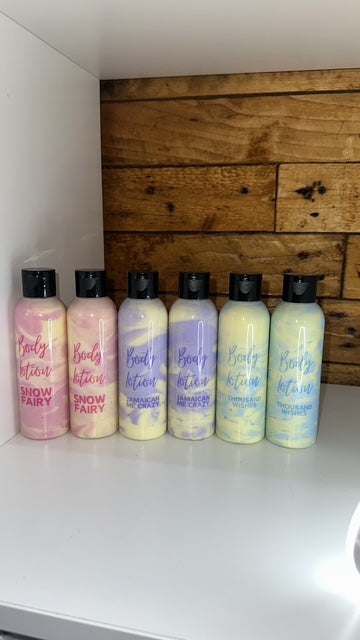 Body
lotion
SNOW
FAIRY
Body
lotion
SNOW
FAIRY
Body
lotion
JAMAICAN
ME CRAZY
Body
lotion
JAMAICAN
ME CRAZY
Body
lotion
THOUSAND
WISHES
Body
lotion
THOUSAND
WISHES